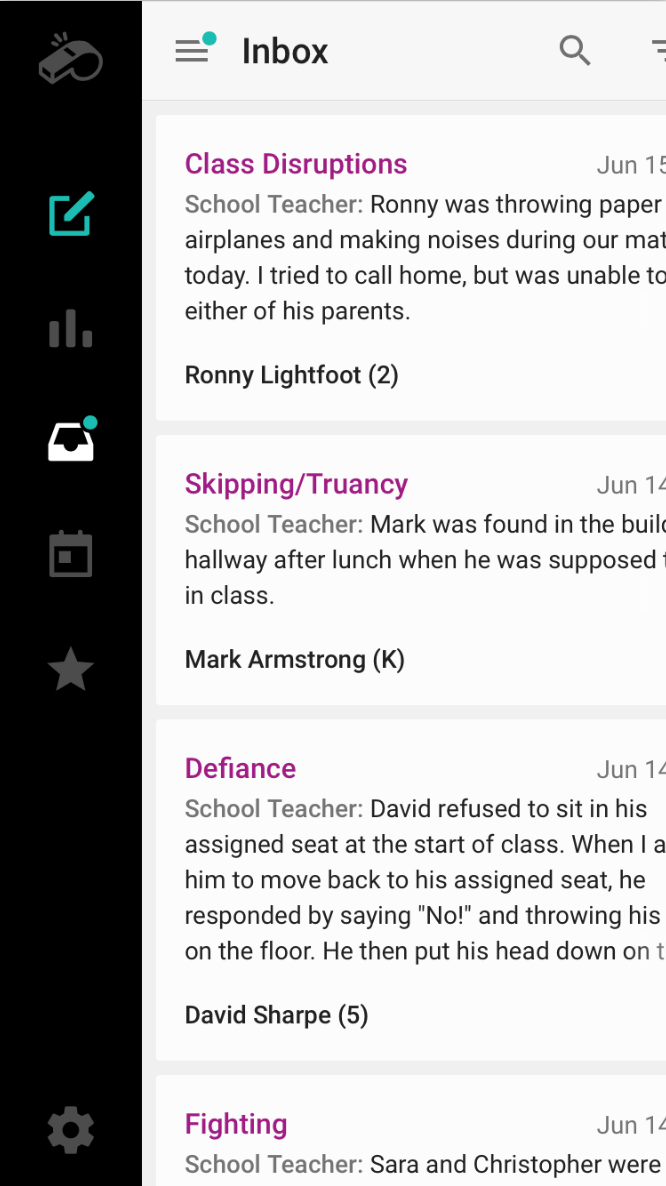 Inbox
Class Disruptions
Jun 15
School Teacher: Ronny was throwing paper
airplanes and making noises during our mat
today. I tried to call home, but was unable to
either of his parents.
Ronny Lightfoot (2)
Skipping/Truancy
Jun 14
School Teacher: Mark was found in the build
hallway after lunch when he was supposed t
in class.
Mark Armstrong (K)
Defiance
Jun 14
School Teacher: David refused to sit in his
assigned seat at the start of class. When I a
him to move back to his assigned seat, he
responded by saying "No!" and throwing his
on the floor. He then put his head down on t
David Sharpe (5)
Fighting
Jun 14
School Teacher: Sara and Christopher were